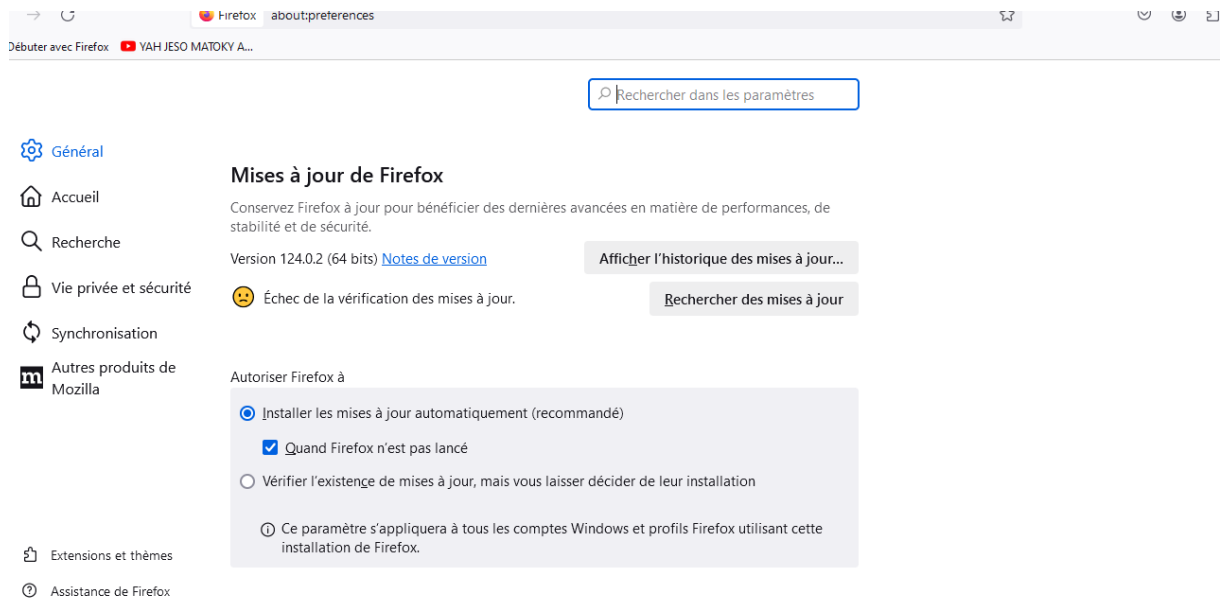 Firefox about:preferences
Débuter avec Firefox YAH JESO MATOKY A...
Rechercher dans les paramètres
Général
Accueil
Recherche
Vie privée et sécurité
Synchronisation
Autres produits de
Mozilla
Mises à jour de Firefox
Conservez Firefox à jour pour bénéficier des dernières avancées en matière de performances, de
stabilité et de sécurité.
Version 124.0.2 (64 bits) Notes de version Afficher l'historique des mises à jour...
Échec de la vérification des mises à jour. Rechercher des mises à jour
Autoriser Firefox à
Installer les mises à jour automatiquement (recommandé)
Quand Firefox n'est pas lancé
Vérifier l'existence de mises à jour, mais vous laisser décider de leur installation
Ce paramètre s'appliquera à tous les comptes Windows et profils Firefox utilisant cette
installation de Firefox.
Extensions et thèmes
Assistance de Firefox